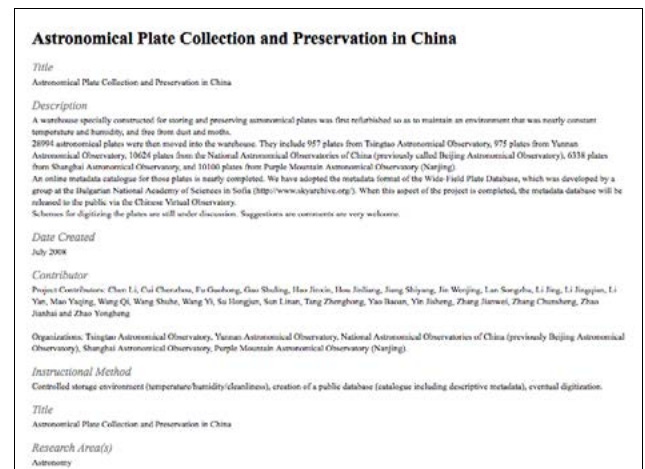 Astronomical Plate Collection and Preservation in China
Title
Astronomical Plate Collection and Preservation in China
Description
A warehouse specially constructed for storing and preserving astronomical plates was first refurbished so as to maintain an environment that was nearly constant
temperature and humidity, and free from dust and moths.
28994 astronomical plates were then moved into the warehouse. They include 957 plates from Tsingtao Astronomical Observatory, 975 plates from Yunnan
Astronomical Observatory, 10624 plates from the National Astronomical Observatories of China (previously called Beijing Astronomical Observatory), 6338 plates
from Shanghai Astronomical Observatory, and 10100 plates from Purple Mountain Astronomical Observatory (Nanjing).
An online metadata catalogue for those plates is nearly completed. We have adopted the metadata format of the Wide-Field Plate Database, which was developed by a
group at the Bulgarian National Academy of Sciences in Sofia (http://www.skyarchive.org/). When this aspect of the project is completed, the metadata database will be
released to the public via the Chinese Virtual Observatory.
Schemes for digitizing the plates are still under discussion. Suggestions are comments are very welcome.
Date Created
July 2008
Contributor
Project Contributors: Chen Li, Cui Chenzhou, Fu Guohong, Gao Shuling, Hao Jinxin, Hou Jinliang, Jiang Shiyang, Jin Wenjing, Lan Songzhu, Li Jing, Li Jingqian, Li
Yan, Mao Yaqing, Wang Qi, Wang Shuhe, Wang Yi, Su Hongjun, Sun Linan, Tang Zhenghong, Yao Baoan, Yin Jisheng, Zhang Jianwei, Zhang Chunsheng, Zhao
Jianhai and Zhao Yongheng
Organizations: Tsingtao Astronomical Observatory, Yunnan Astronomical Observatory, National Astronomical Observatories of China (previously Beijing Astronomical
Observatory), Shanghai Astronomical Observatory, Purple Mountain Astronomical Observatory (Nanjing).
Instructional Method
Controlled storage environment (temperature/humidity/cleanliness), creation of a public database (catalogue including descriptive metadata), eventual digitization.
Title
Astronomical Plate Collection and Preservation in China
Research Area(s)
Astronomy